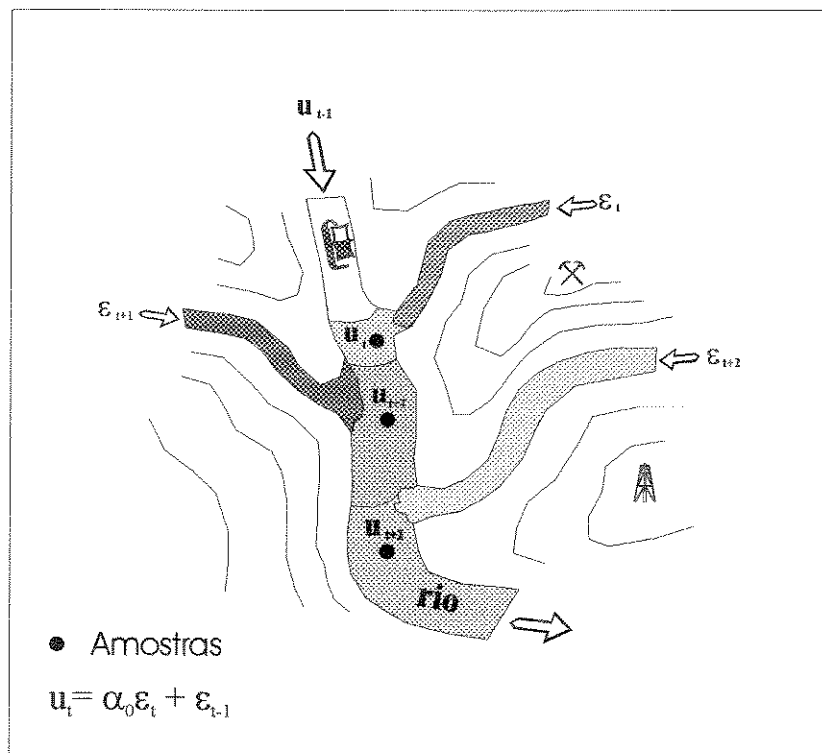 u t-1
ε t
ε t+1
u t
ε t+2
u t+1
u t+2
rio
● Amostras
u t = α 0 ε t + ε t-1